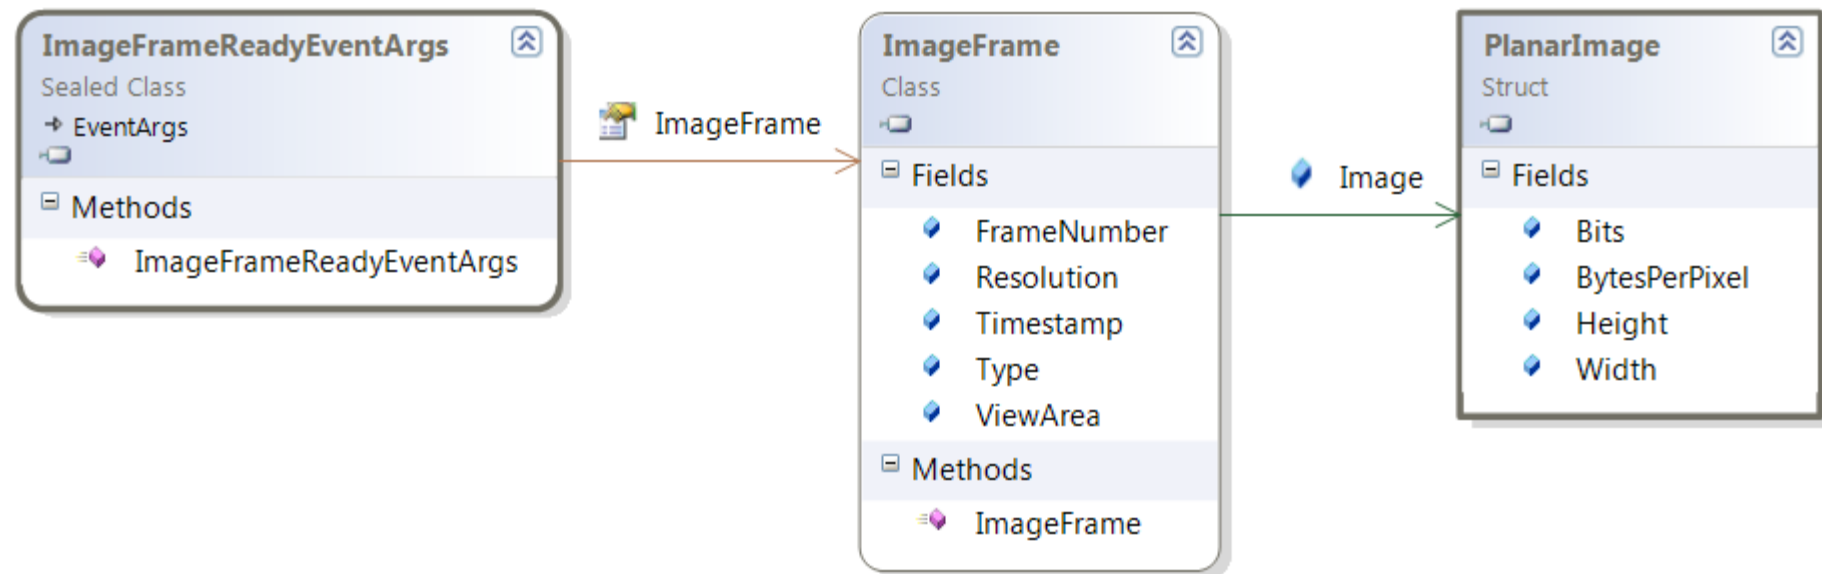 ImageFrameReadyEventArgs
Sealed Class
EventArgs
Methods
ImageFrameReadyEventArgs
ImageFrame
ImageFrame
Class
Fields
FrameNumber
Resolution
Timestamp
Type
ViewArea
Methods
ImageFrame
Image
PlanarImage
Struct
Fields
Bits
BytesPerPixel
Height
Width